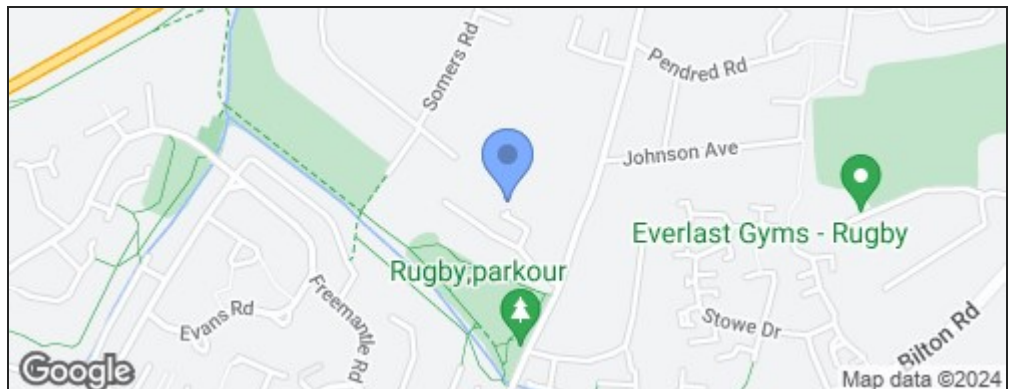 Somers Rd
Pendred Rd
Johnson Ave
Everlast Gyms - Rugby
Rugby,parkour
Freemantle Rd
Evans Rd
Stowe Dr
Bilton Rd
Google
Map data ©2024